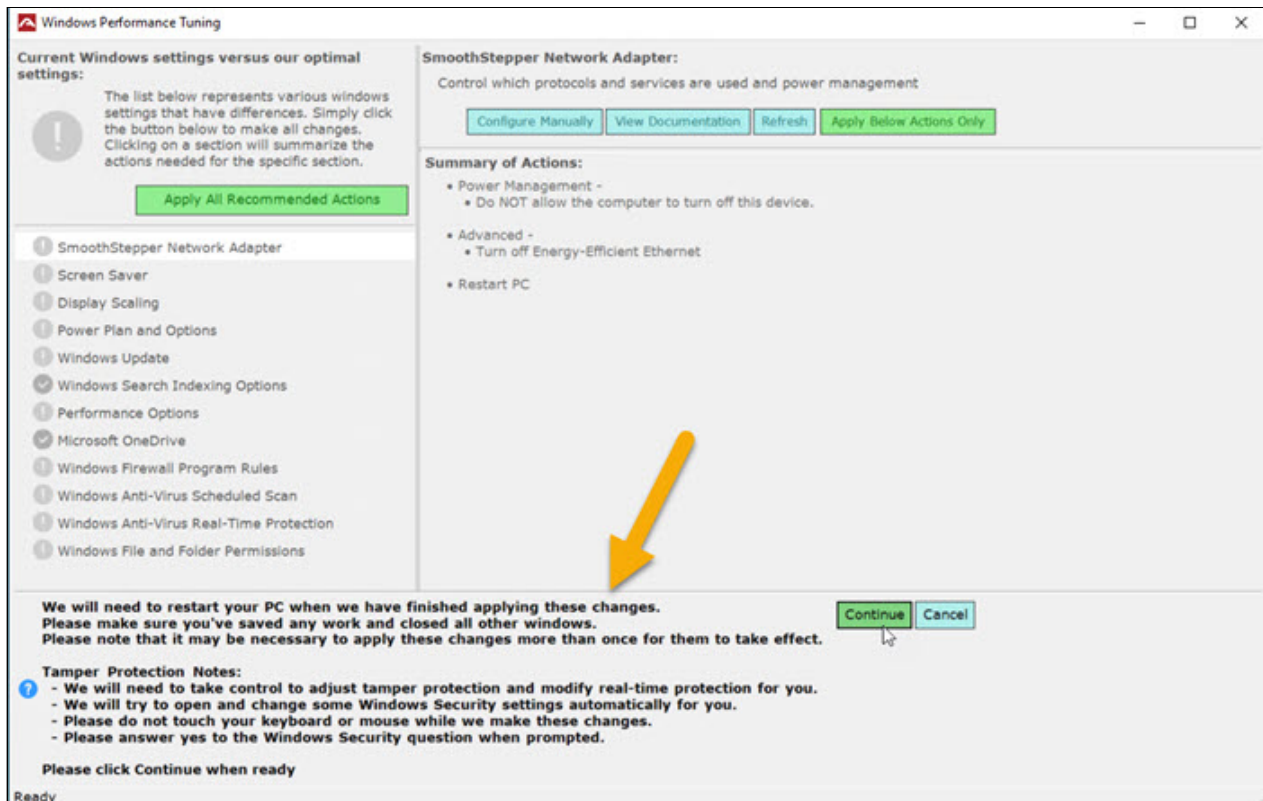 Windows Performance Tuning
Current Windows settings versus our optimal
settings:
The list below represents various windows
settings that have differences. Simply click
the button below to make all changes.
Clicking on a section will summarize the
actions needed for the specific section.
Apply All Recommended Actions
SmoothStepper Network Adapter
Screen Saver
Display Scaling
Power Plan and Options
Windows Update
Windows Search Indexing Options
Performance Options
Microsoft OneDrive
Windows Firewall Program Rules
Windows Anti-Virus Scheduled Scan
Windows Anti-Virus Real-Time Protection
Windows File and Folder Permissions
SmoothStepper Network Adapter:
Control which protocols and services are used and power management
Configure Manually View Documentation Refresh Apply Below Actions Only
Summary of Actions:
• Power Management -
• Do NOT allow the computer to turn off this device.
• Advanced -
• Turn off Energy-Efficient Ethernet
• Restart PC
We will need to restart your PC when we have finished applying these changes.
Please make sure you've saved any work and closed all other windows.
Please note that it may be necessary to apply these changes more than once for them to take effect.
Continue Cancel
Tamper Protection Notes:
- We will need to take control to adjust tamper protection and modify real-time protection for you.
- We will try to open and change some Windows Security settings automatically for you.
- Please do not touch your keyboard or mouse while we make these changes.
- Please answer yes to the Windows Security question when prompted.
Please click Continue when ready
Ready